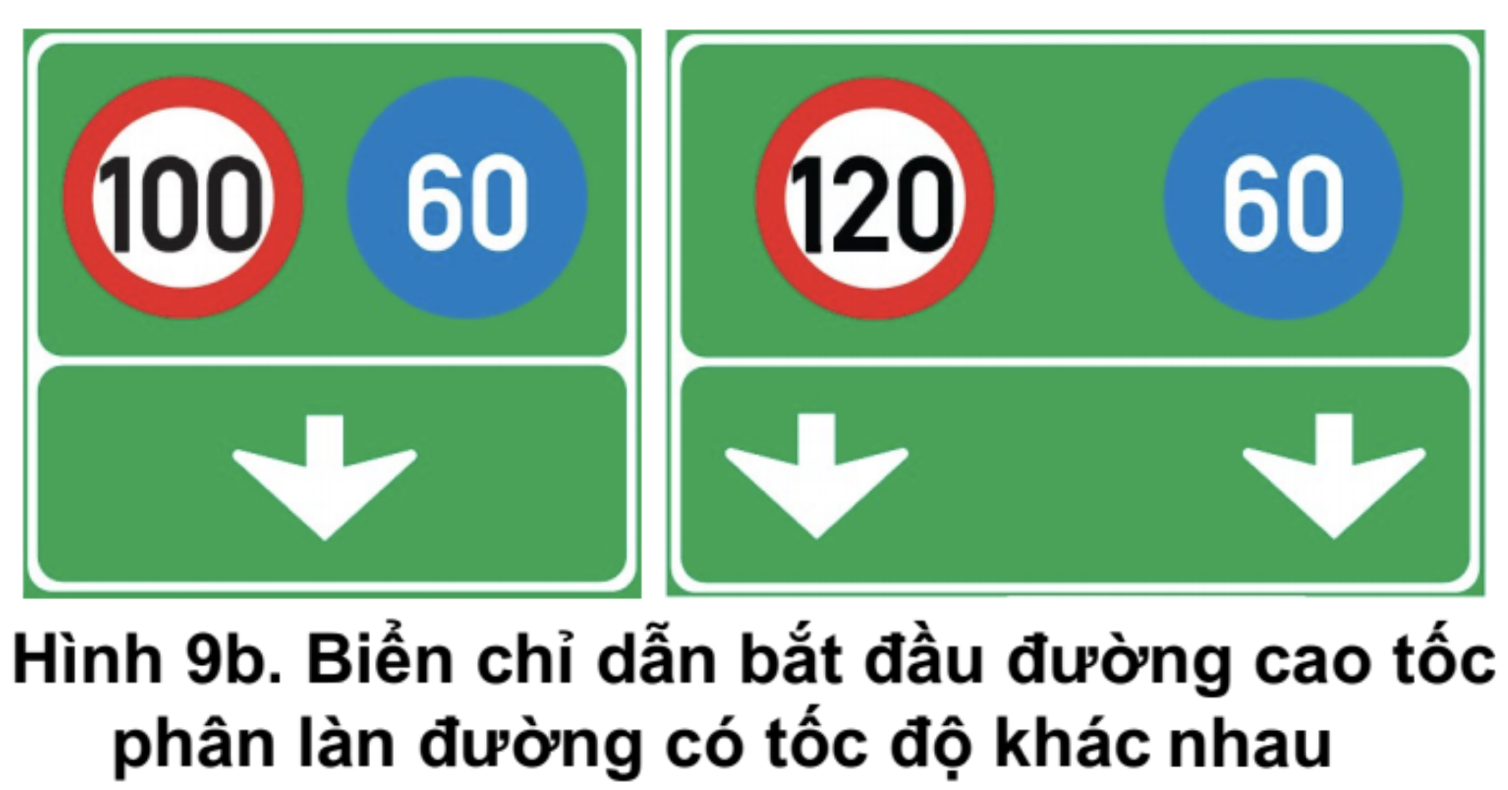 100 60 120 60
Hình 9b. Biển chỉ dẫn bắt đầu đường cao tốc
phân làn đường có tốc độ khác nhau